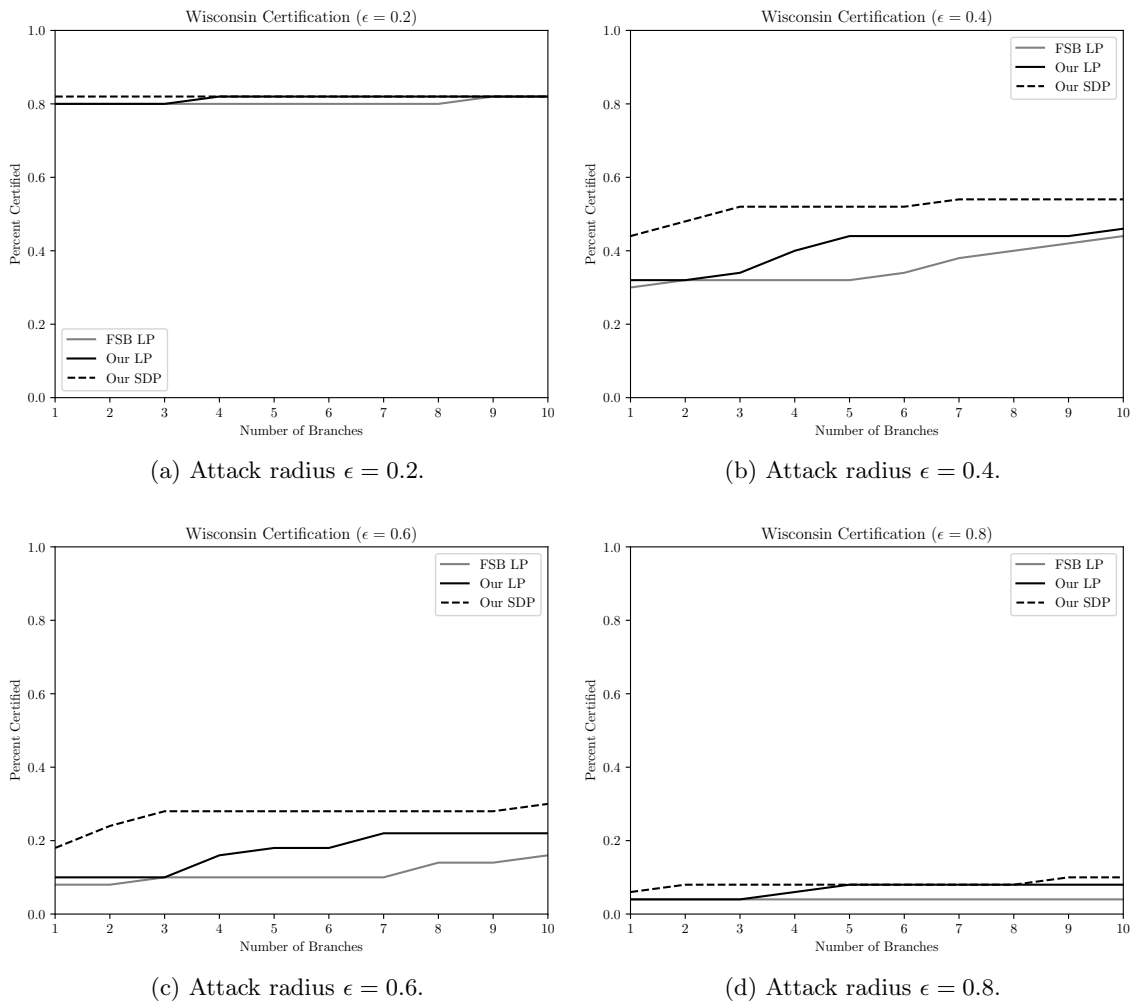 Wisconsin Certification (ϵ = 0.2)
1.0
0.8
0.6
0.4
0.2
0.0
Percent Certified
FSB LP
Our LP
Our SDP
1 2 3 4 5 6 7 8 9 10
Number of Branches
(a) Attack radius ϵ = 0.2.
Wisconsin Certification (ϵ = 0.4)
1.0
0.8
0.6
0.4
0.2
0.0
Percent Certified
FSB LP
Our LP
Our SDP
1 2 3 4 5 6 7 8 9 10
Number of Branches
(b) Attack radius ϵ = 0.4.
Wisconsin Certification (ϵ = 0.6)
1.0
0.8
0.6
0.4
0.2
0.0
Percent Certified
FSB LP
Our LP
Our SDP
1 2 3 4 5 6 7 8 9 10
Number of Branches
(c) Attack radius ϵ = 0.6.
Wisconsin Certification (ϵ = 0.8)
1.0
0.8
0.6
0.4
0.2
0.0
Percent Certified
FSB LP
Our LP
Our SDP
1 2 3 4 5 6 7 8 9 10
Number of Branches
(d) Attack radius ϵ = 0.8.